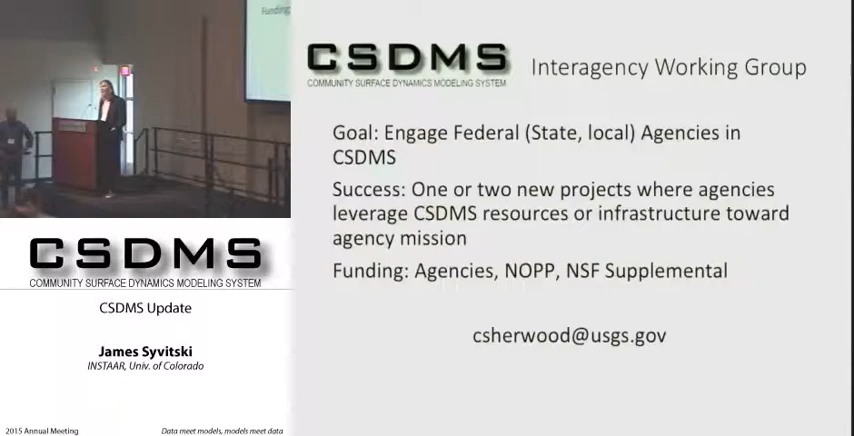 Funding:
CSDMS
COMMUNITY SURFACE DYNAMICS MODELING SYSTEM
CSDMS Update
James Syvitski
INSTAAR, Univ. of Colorado
2015 Annual Meeting
Data meet models, models meet data
CSDMS
COMMUNITY SURFACE DYNAMICS MODELING SYSTEM
Interagency Working Group
Goal: Engage Federal (State, local) Agencies in
CSDMS
Success: One or two new projects where agencies
leverage CSDMS resources or infrastructure toward
agency mission
Funding: Agencies, NOPP, NSF Supplemental
csherwood@usgs.gov